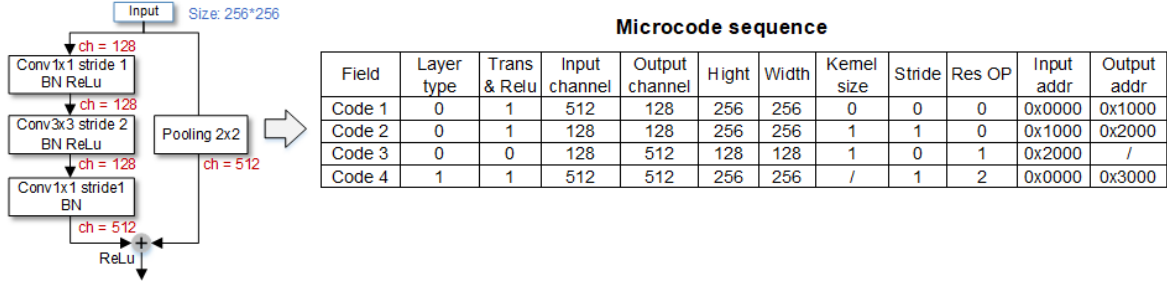 Input
Size: 256*256
ch = 128
Conv1x1 stride 1
BN ReLu
ch = 128
Conv3x3 stride 2
BN ReLu
Pooling 2x2
ch = 128
ch = 512
Conv1x1 stride1
BN
ch = 512
+
ReLu
Microcode sequence
Field Layer type Trans & Relu Input channel Output channel Hight Width Kernel size Stride Res OP Input addr Output addr
Code 1 0 1 512 128 256 256 0 0 0 0x0000 0x1000
Code 2 0 1 128 128 256 256 1 1 0 0x1000 0x2000
Code 3 0 0 128 512 128 128 1 0 1 0x2000 /
Code 4 1 1 512 512 256 256 / 1 2 0x0000 0x3000